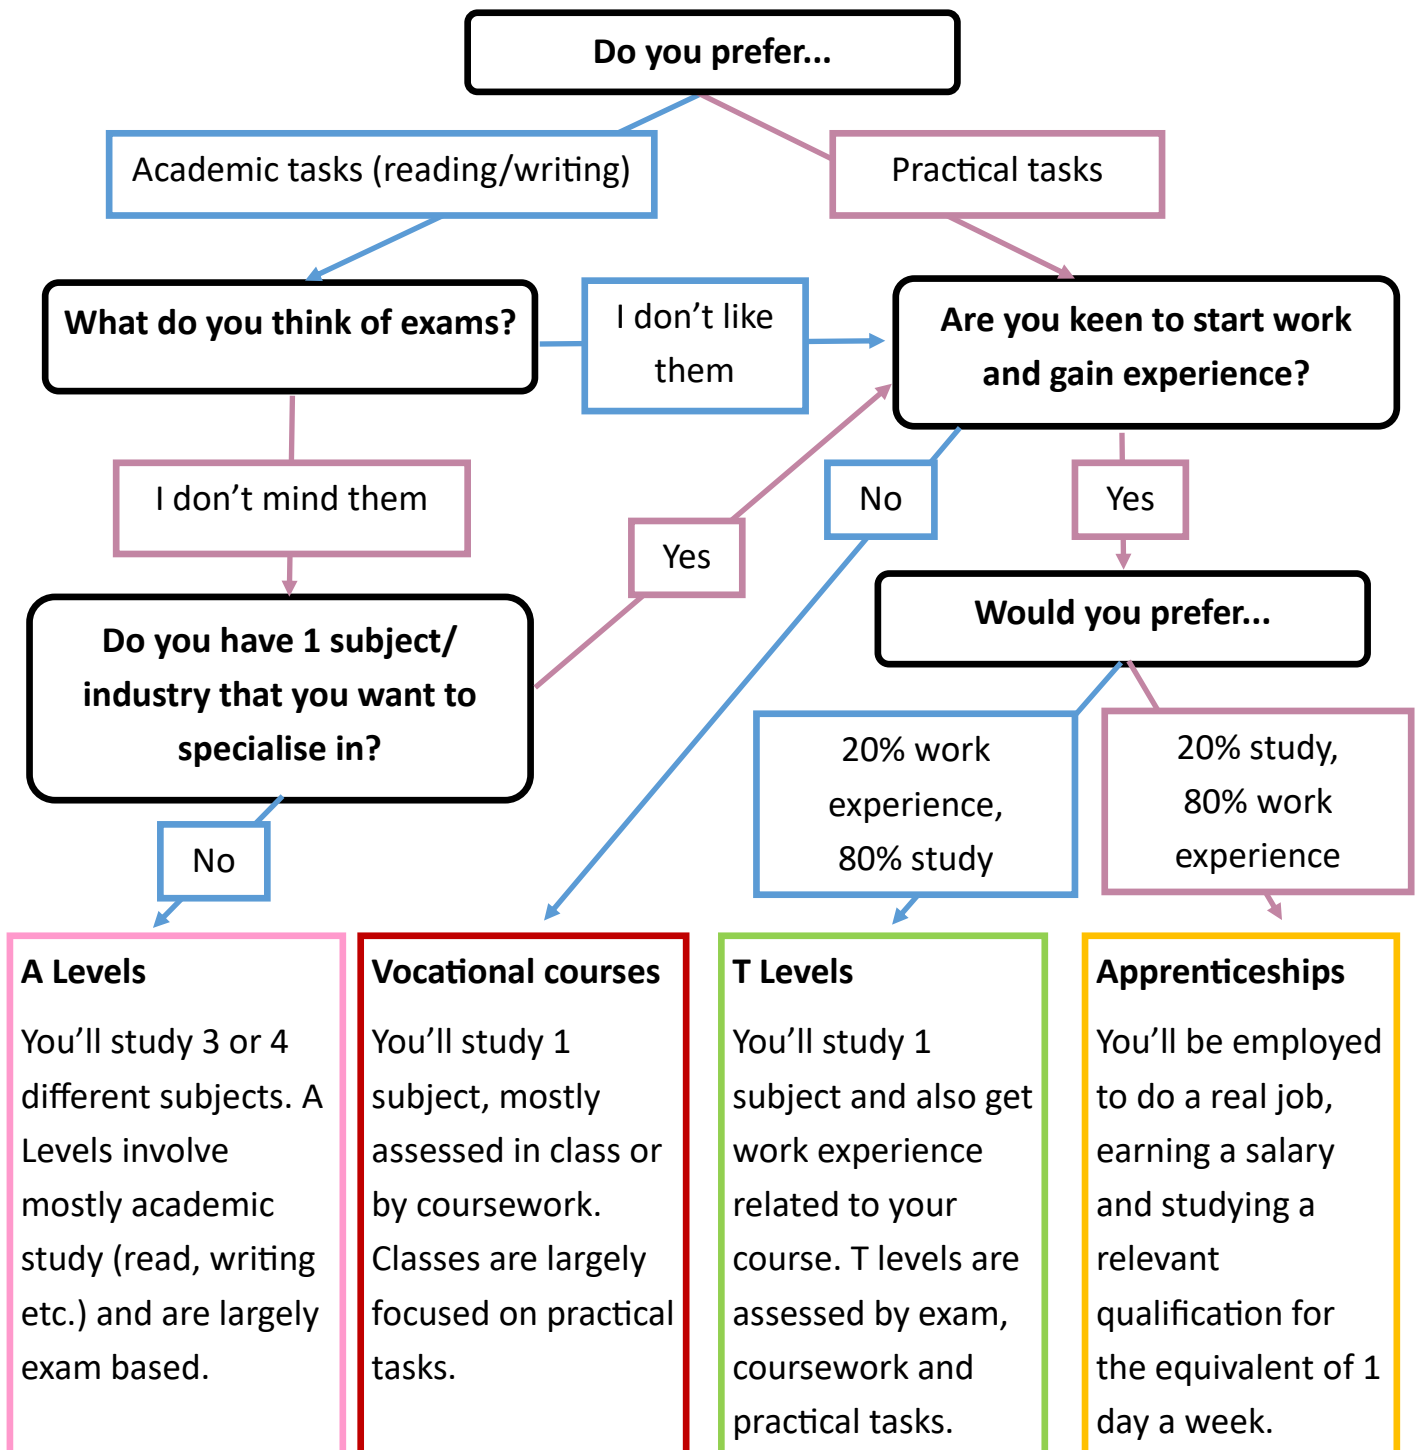 Do you prefer...
Academic tasks (reading/writing)
Practical tasks
What do you think of exams?
I don’t like
them
Are you keen to start work
and gain experience?
I don’t mind them
Yes
No
Yes
Do you have 1 subject/
industry that you want to
specialise in?
Would you prefer...
No
20% work
experience,
80% study
20% study,
80% work
experience
A Levels
You’ll study 3 or 4
different subjects. A
Levels involve
mostly academic
study (read, writing
etc.) and are largely
exam based.
Vocational courses
You’ll study 1
subject, mostly
assessed in class or
by coursework.
Classes are largely
focused on practical
tasks.
T Levels
You’ll study 1
subject and also get
work experience
related to your
course. T levels are
assessed by exam,
coursework and
practical tasks.
Apprenticeships
You’ll be employed
to do a real job,
earning a salary
and studying a
relevant
qualification for
the equivalent of 1
day a week.